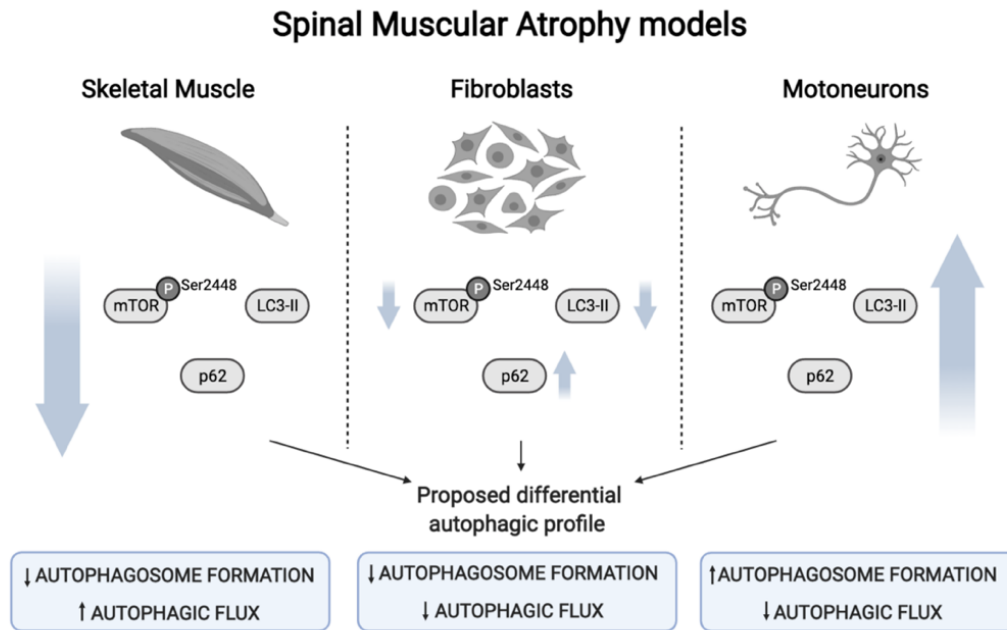 Spinal Muscular Atrophy models
Skeletal Muscle
Fibroblasts
Motoneurons
P
Ser2448
mTOR
LC3-II
p62
P
Ser2448
mTOR
LC3-II
p62
P
Ser2448
mTOR
LC3-II
p62
Proposed differential
autophagic profile
↓ AUTOPHAGOSOME FORMATION
↑ AUTOPHAGIC FLUX
↓ AUTOPHAGOSOME FORMATION
↓ AUTOPHAGIC FLUX
↑ AUTOPHAGOSOME FORMATION
↓ AUTOPHAGIC FLUX